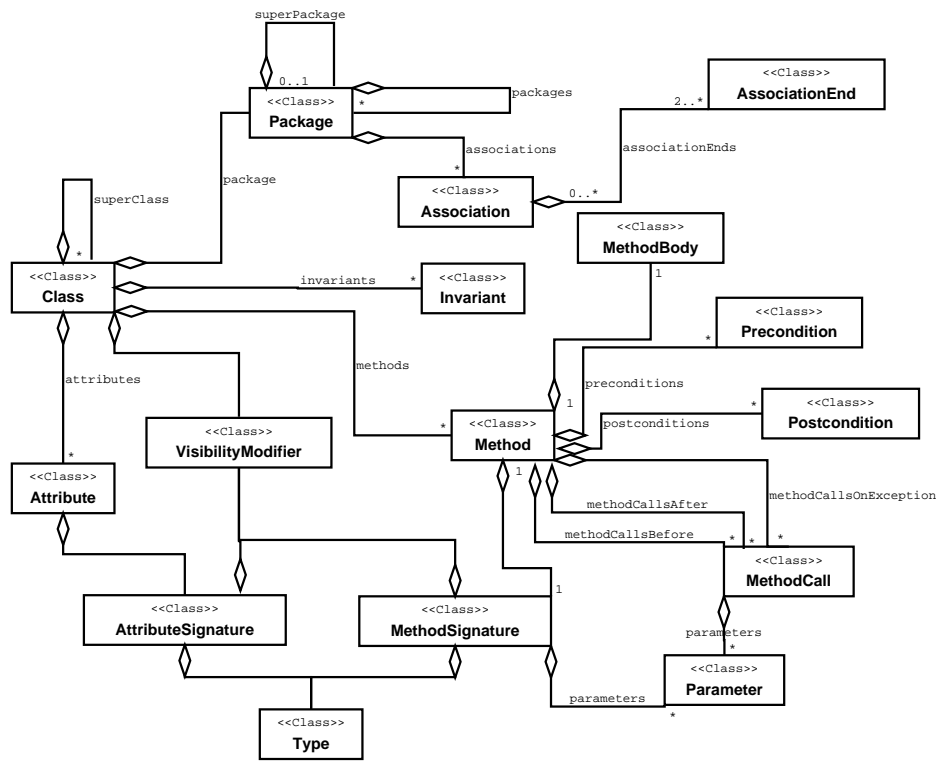 superPackage
0..1
<<Class>>
Package
*
packages
<<Class>>
AssociationEnd
2..*
associations
associationEnds
*
<<Class>>
Association
0..*
package
superClass
*
<<Class>>
MethodBody
1
<<Class>>
Class
invariants
*
<<Class>>
Invariant
<<Class>>
Precondition
*
methods
attributes
preconditions
1
<<Class>>
Postcondition
*
postconditions
<<Class>>
VisibilityModifier
*
<<Class>>
Method
1
*
<<Class>>
Attribute
methodCallsOnException
methodCallsAfter
methodCallsBefore
*
*
*
<<Class>>
MethodCall
<<Class>>
AttributeSignature
<<Class>>
MethodSignature
1
parameters
*
<<Class>>
Parameter
parameters
*
<<Class>>
Type